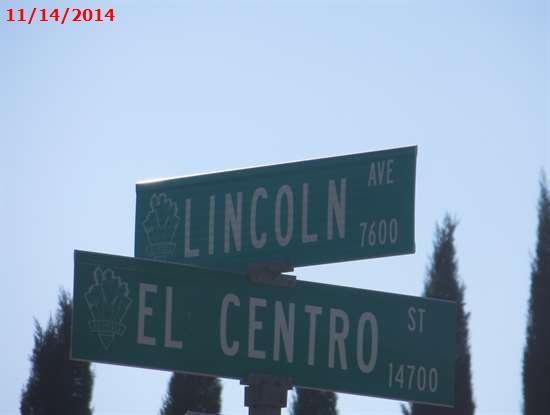 11/14/2014
LINCOLN AVE
7600
EL CENTRO ST
14700